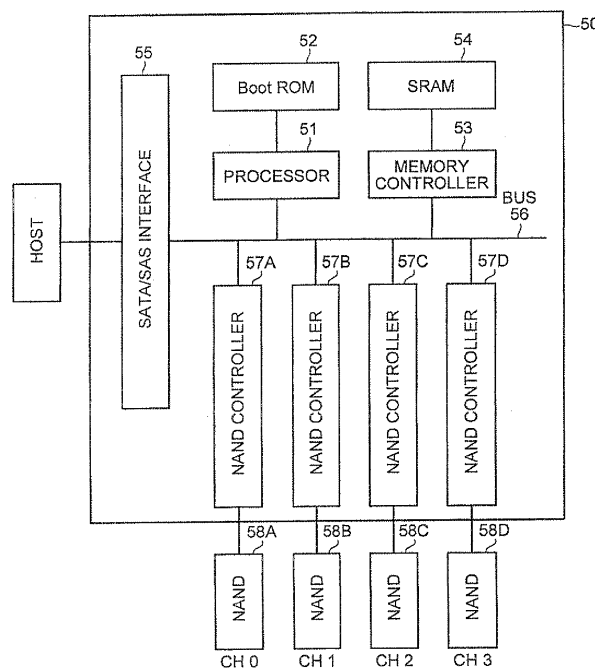 50
55
52
54
Boot ROM
SRAM
51
53
PROCESSOR
MEMORY
CONTROLLER
BUS
56
HOST
SATA/SAS INTERFACE
57A
57B
57C
57D
NAND CONTROLLER
NAND CONTROLLER
NAND CONTROLLER
NAND CONTROLLER
58A
58B
58C
58D
NAND
NAND
NAND
NAND
CH 0
CH 1
CH 2
CH 3